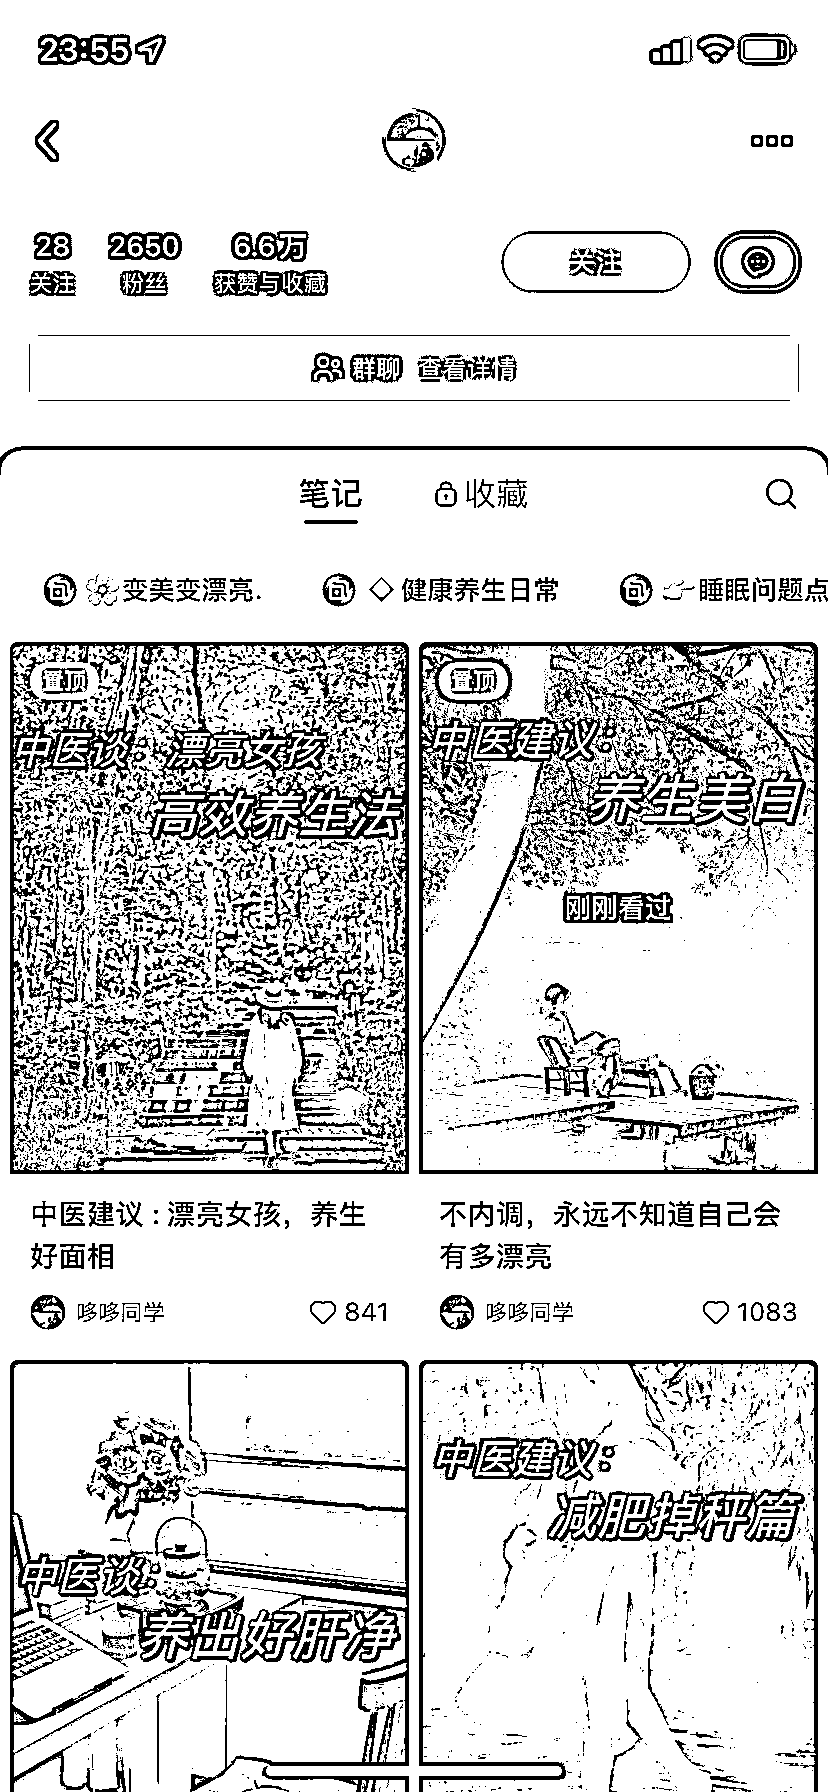 23:55
28 2650 6.6万
关注 粉丝 获赞与收藏
关注
群聊 查看详情
笔记 收藏
变美变漂亮. 健康养生日常 睡眠问题点
置顶
中医谈：漂亮女孩
高效养生法
置顶
中医建议：
养生美白
刚刚看过
中医建议：漂亮女孩，养生
好面相
哆哆同学 841
不内调，永远不知道自己会
有多漂亮
哆哆同学 1083
中医谈：
养出好肝净
中医建议：
减肥掉秤篇